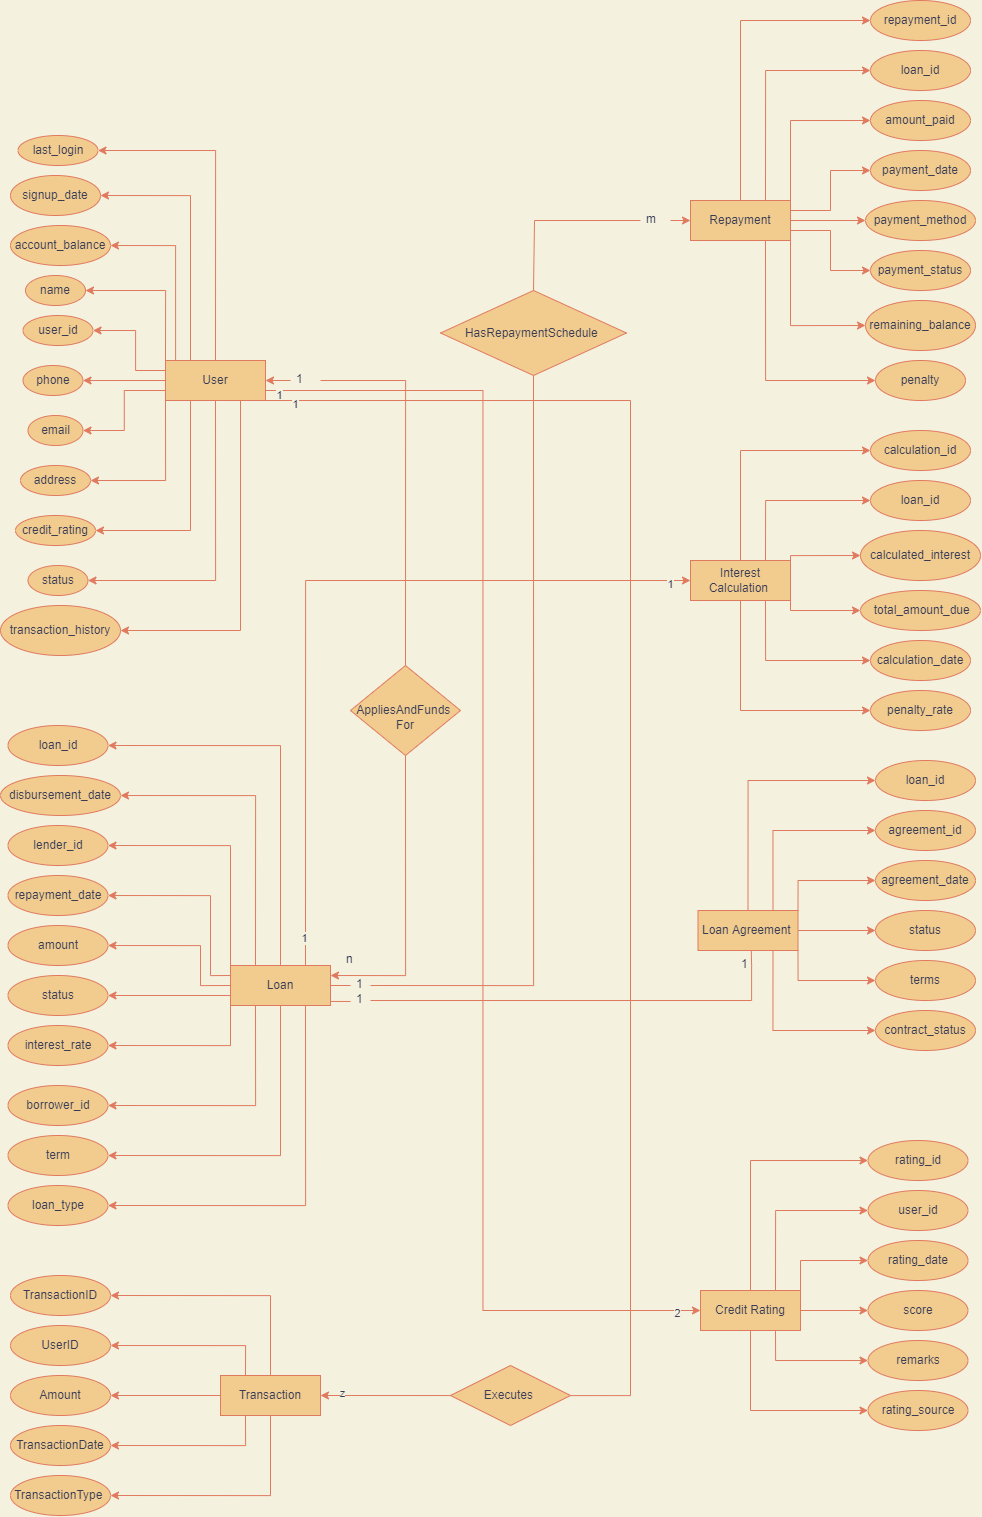 repayment_id
loan_id
amount_paid
payment_date
payment_method
payment_status
remaining_balance
penalty
Repayment
m
HasRepaymentSchedule
last_login
signup_date
account_balance
name
user_id
phone
email
address
credit_rating
status
transaction_history
User
1
1
1
calculation_id
loan_id
calculated_interest
total_amount_due
calculation_date
penalty_rate
Interest
Calculation
1
AppliesAndFunds
For
loan_id
disbursement_date
lender_id
repayment_date
amount
status
interest_rate
borrower_id
term
loan_type
Loan
1
n
1
1
loan_id
agreement_id
agreement_date
status
terms
contract_status
Loan Agreement
1
rating_id
user_id
rating_date
score
remarks
rating_source
Credit Rating
2
TransactionID
UserID
Amount
TransactionDate
TransactionType
Transaction
z
Executes